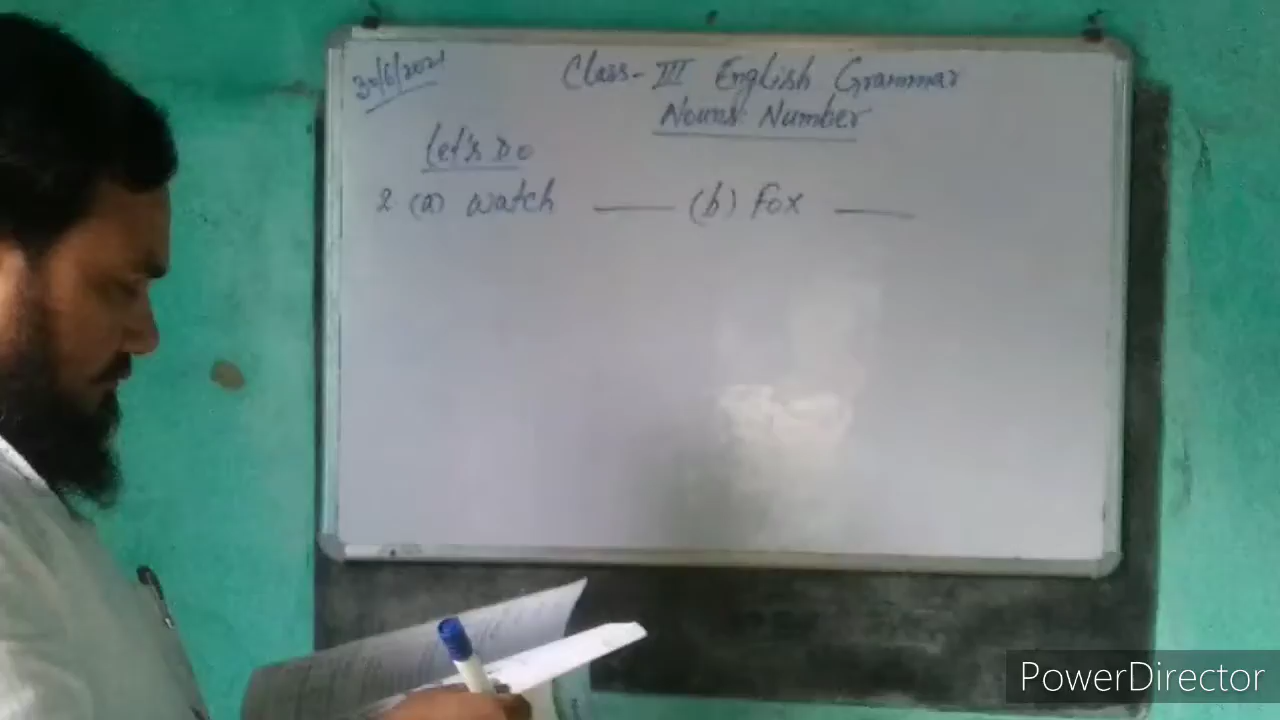 30/6/2021
Class-III English Grammar
Nouns: Number
Let's Do
2 (a) watch ____ (b) Fox ____
PowerDirector